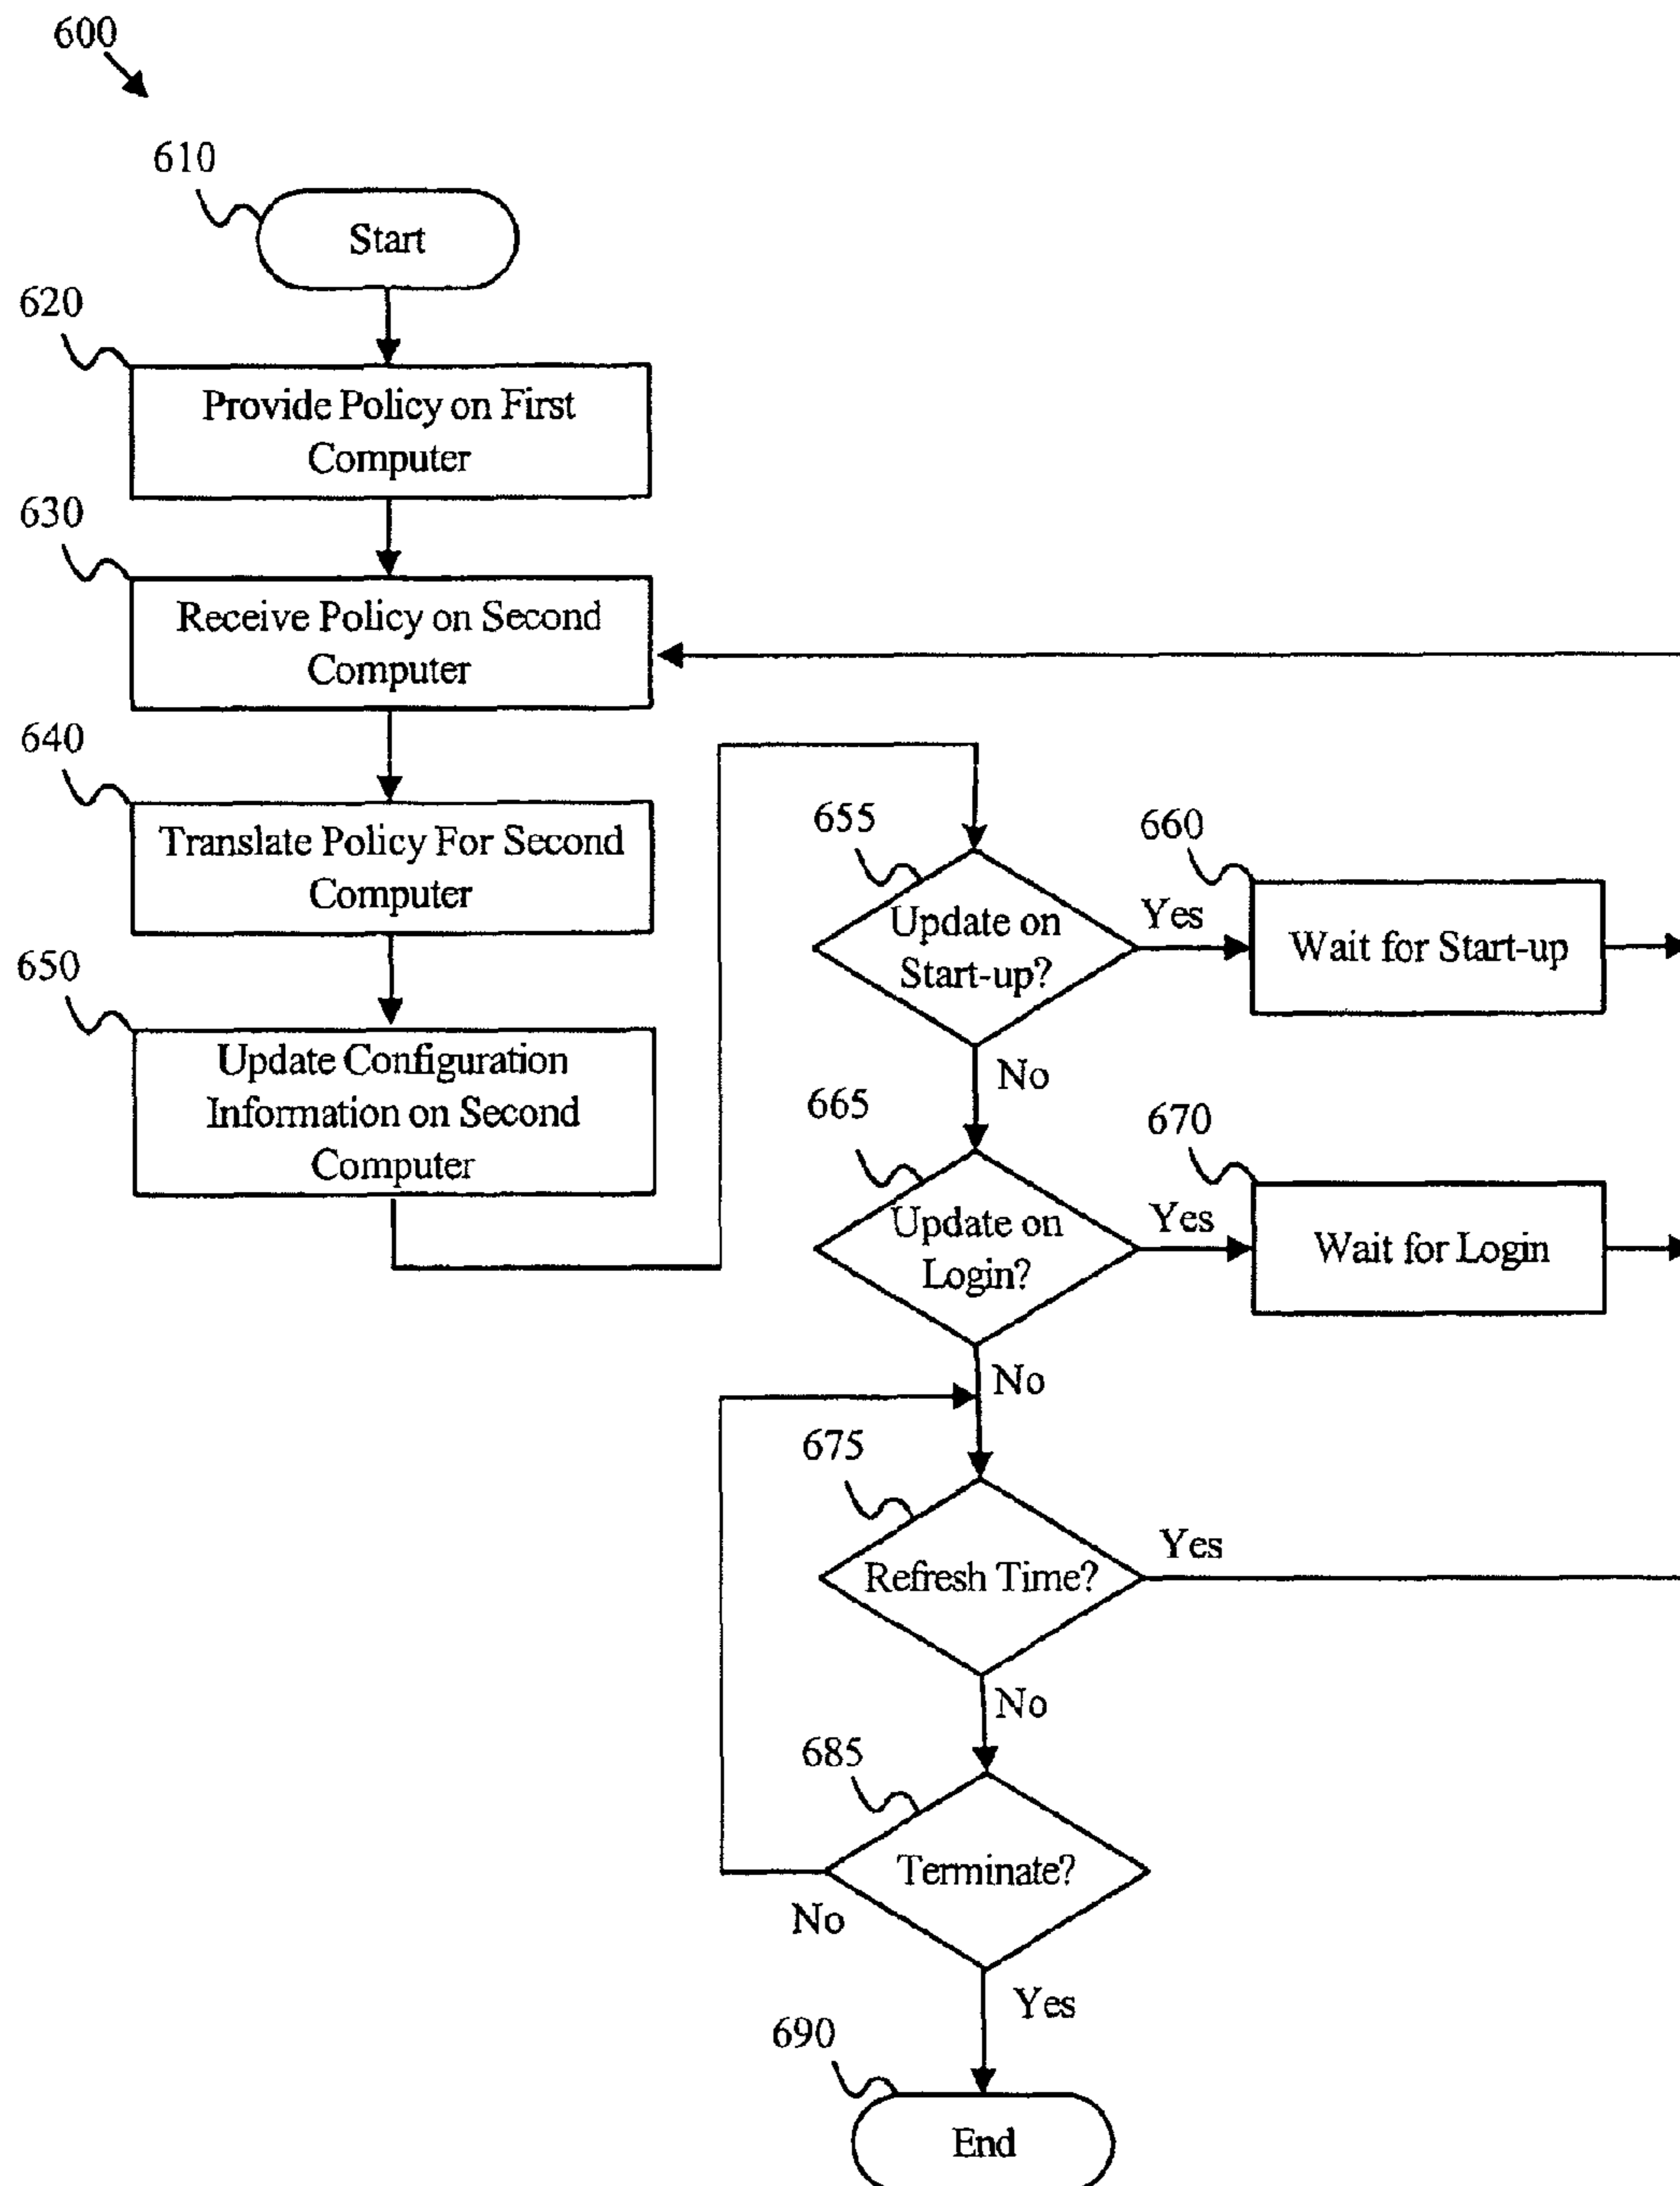 600
610
Start
620
Provide Policy on First
Computer
630
Receive Policy on Second
Computer
640
Translate Policy For Second
Computer
650
Update Configuration
Information on Second
Computer
655
Update on
Start-up?
Yes
660
Wait for Start-up
No
665
Update on
Login?
Yes
670
Wait for Login
No
675
Refresh Time?
Yes
No
685
Terminate?
No
Yes
690
End